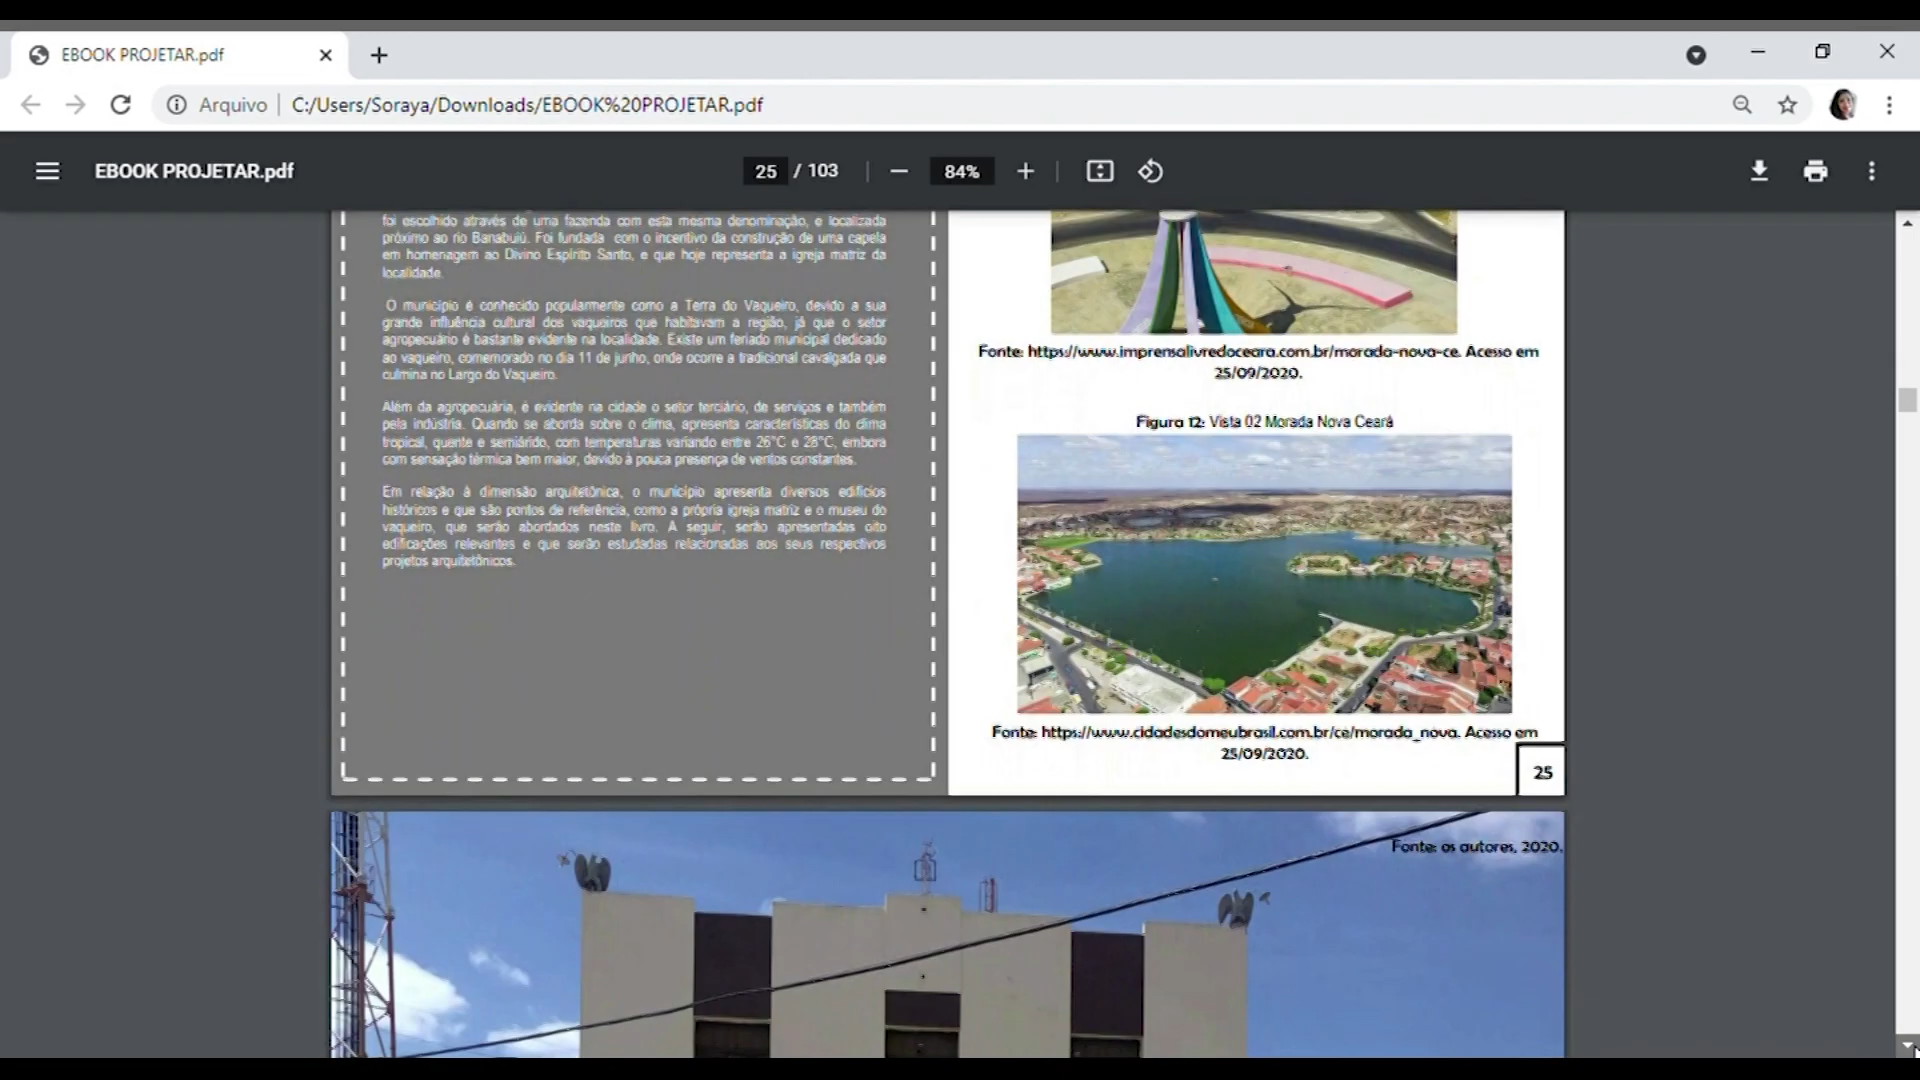 EBOOK PROJETAR.pdf
Arquivo
C:/Users/Soraya/Downloads/EBOOK%20PROJETAR.pdf
EBOOK PROJETAR.pdf
25 / 103
84%
foi escolhido através de uma fazenda com esta mesma denominação, e localizada
próximo ao rio Banabuiú. Foi fundada com o incentivo da construção de uma capela
em homenagem ao Divino Espírito Santo, e que hoje representa a igreja matriz da
localidade.
O município é conhecido popularmente como a Terra do Vaqueiro, devido a sua
grande influência cultural dos vaqueiros que habitavam a região, já que o setor
agropecuário é bastante evidente na localidade. Existe um feriado municipal dedicado
ao vaqueiro, comemorado no dia 11 de junho, onde ocorre a tradicional cavalgada que
culmina no Largo do Vaqueiro.
Além da agropecuária, é evidente na cidade o setor terciário, de serviços e também
pela indústria. Quando se aborda sobre o clima, apresenta características do clima
tropical, quente e semiárido, com temperaturas variando entre 26°C e 28°C, embora
com sensação térmica bem maior, devido à pouca presença de ventos constantes.
Em relação à dimensão arquitetônica, o município apresenta diversos edifícios
históricos e que são pontos de referência, como a própria igreja matriz e o museu do
vaqueiro, que serão abordados neste livro. A seguir, serão apresentadas oito
edificações relevantes e que serão estudadas relacionadas aos seus respectivos
projetos arquitetônicos.
Fonte: https://www.imprensalivredoceara.com.br/morada-nova-ce. Acesso em
25/09/2020.
Figura 12: Vista 02 Morada Nova Ceará
Fonte: https://www.cidadesdomeubrasil.com.br/ce/morada_nova. Acesso em
25/09/2020.
25
Fonte: os autores, 2020.